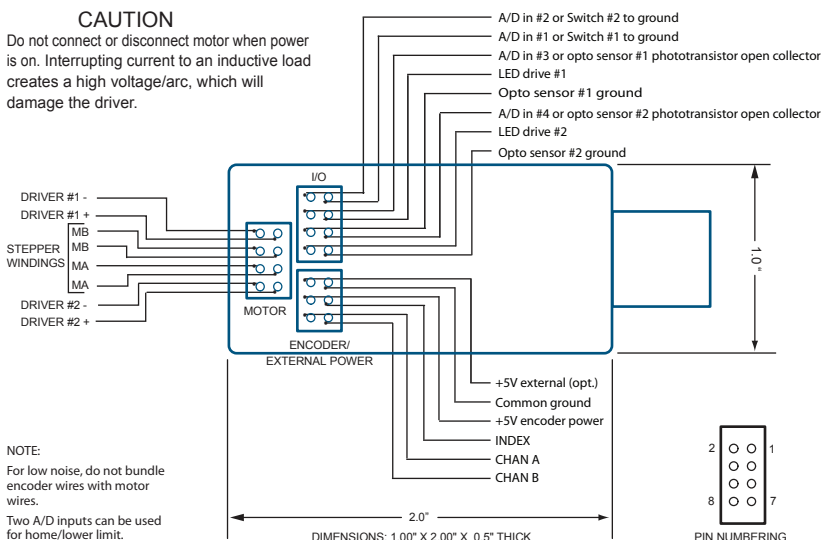 CAUTION
Do not connect or disconnect motor when power
is on. Interrupting current to an inductive load
creates a high voltage/arc, which will
damage the driver.
A/D in #2 or Switch #2 to ground
A/D in #1 or Switch #1 to ground
A/D in #3 or opto sensor #1 phototransistor open collector
LED drive #1
Opto sensor #1 ground
A/D in #4 or opto sensor #2 phototransistor open collector
LED drive #2
Opto sensor #2 ground
I/O
DRIVER #1 -
DRIVER #1 +
MB
STEPPER
WINDINGS
MB
MA
MA
DRIVER #2 -
DRIVER #2 +
MOTOR
ENCODER/
EXTERNAL POWER
1.0 "
+5V external (opt.)
Common ground
+5V encoder power
INDEX
CHAN A
CHAN B
NOTE:
For low noise, do not bundle
encoder wires with motor
wires.
Two A/D inputs can be used
for home/lower limit.
2.0"
DIMENSIONS: 1.00" X 2.00" X 0.5" THICK
2 1
8 7
PIN NUMBERING